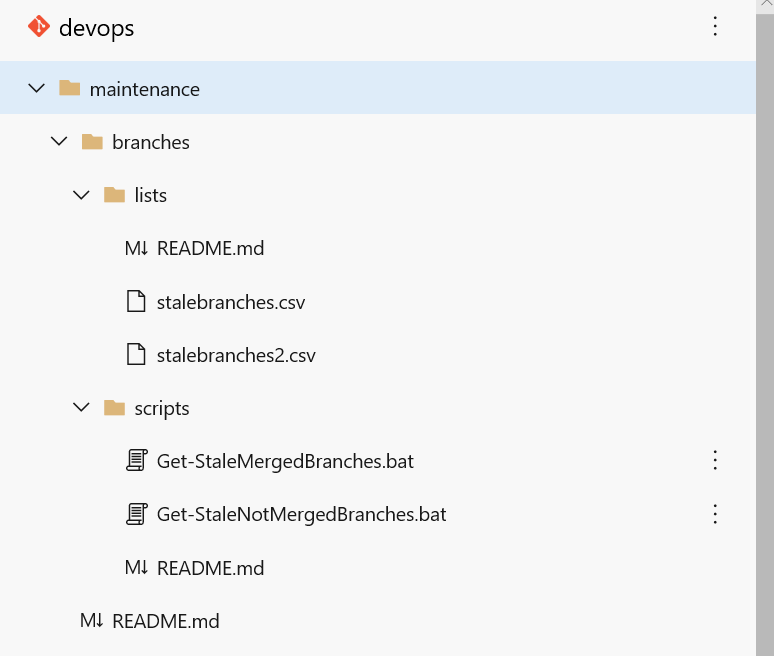 devops
maintenance
branches
lists
M↓ README.md
stalebranches.csv
stalebranches2.csv
scripts
Get-StaleMergedBranches.bat
Get-StaleNotMergedBranches.bat
M↓ README.md
M↓ README.md